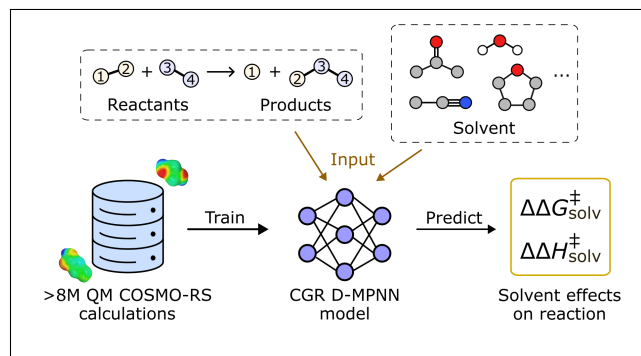 1 2 + 3 4 → 1 + 2 3 4
Reactants
Products
...
Solvent
Input
Train
Predict
ΔΔG‡solv
ΔΔH‡solv
>8M QM COSMO-RS
calculations
CGR D-MPNN
model
Solvent effects
on reaction